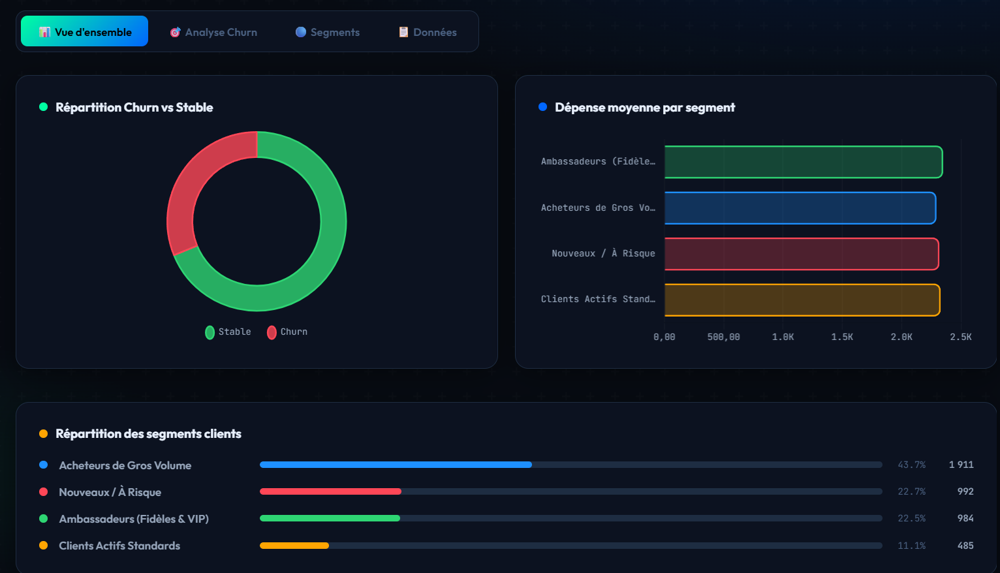 Vue d'ensemble
Analyse Churn
Segments
Données
Répartition Churn vs Stable
Stable
Churn
Dépense moyenne par segment
Ambassadeurs (Fidèle…
Acheteurs de Gros Vo…
Nouveaux / À Risque
Clients Actifs Stand…
0,00 500,00 1.0K 1.5K 2.0K 2.5K
Répartition des segments clients
Acheteurs de Gros Volume 43.7% 1 911
Nouveaux / À Risque 22.7% 992
Ambassadeurs (Fidèles & VIP) 22.5% 984
Clients Actifs Standards 11.1% 485